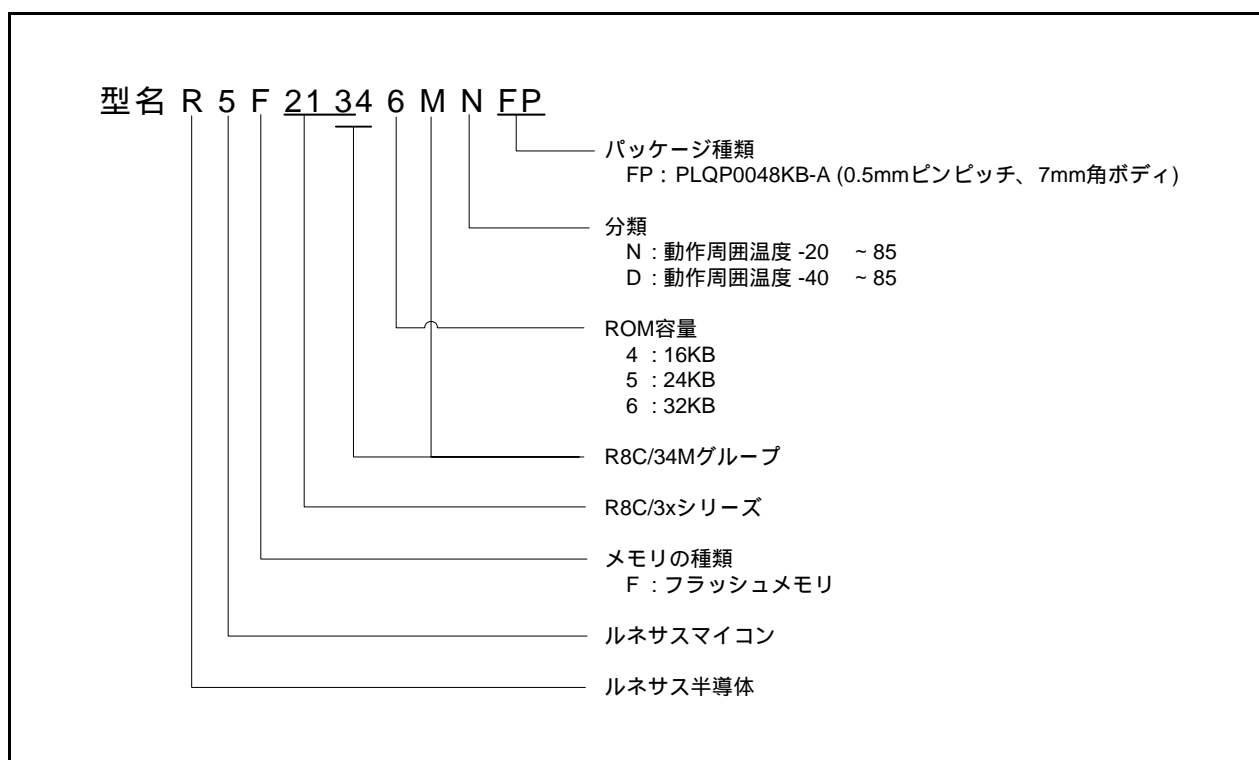 型名 R 5 F 21 34 6 M N FP
パッケージ種類
FP : PLQP0048KB-A (0.5mmピンピッチ、7mm角ボディ)
分類
N : 動作周囲温度 -20 ~ 85
D : 動作周囲温度 -40 ~ 85
ROM容量
4 : 16KB
5 : 24KB
6 : 32KB
R8C/34Mグループ
R8C/3xシリーズ
メモリの種類
F : フラッシュメモリ
ルネサスマイコン
ルネサス半導体